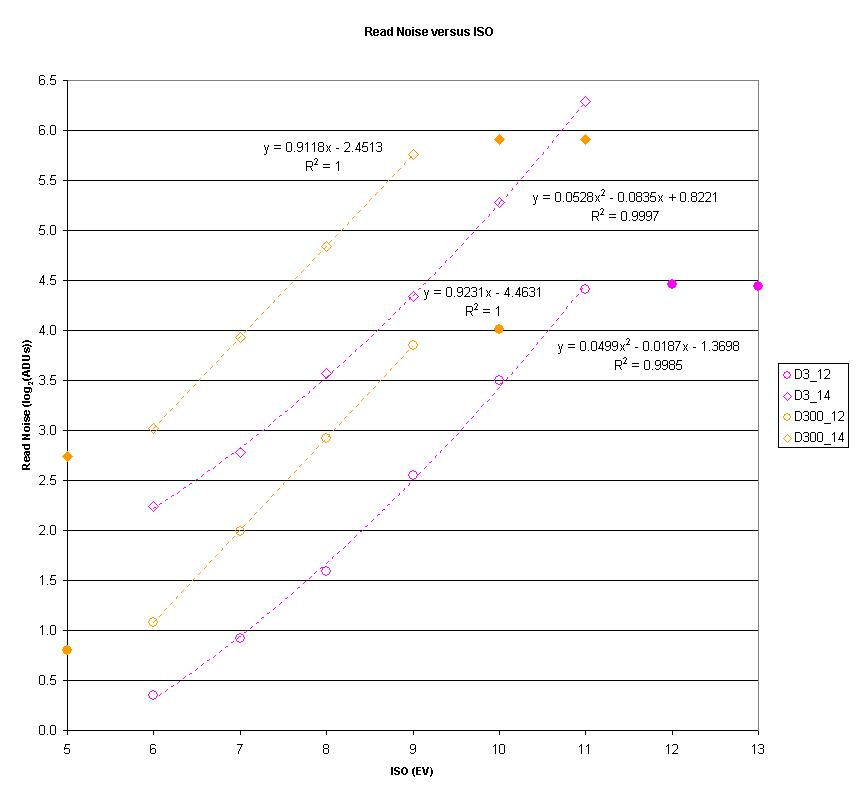 Read Noise versus ISO
6.5
6.0
5.5
5.0
4.5
4.0
3.5
3.0
2.5
2.0
1.5
1.0
0.5
0.0
Read Noise (log₂(ADUs))
y = 0.9118x - 2.4513
R² = 1
y = 0.0528x² - 0.0835x + 0.8221
R² = 0.9997
y = 0.9231x - 4.4631
R² = 1
y = 0.0499x² - 0.0187x - 1.3698
R² = 0.9985
D3_12
D3_14
D300_12
D300_14
5 6 7 8 9 10 11 12 13
ISO (EV)